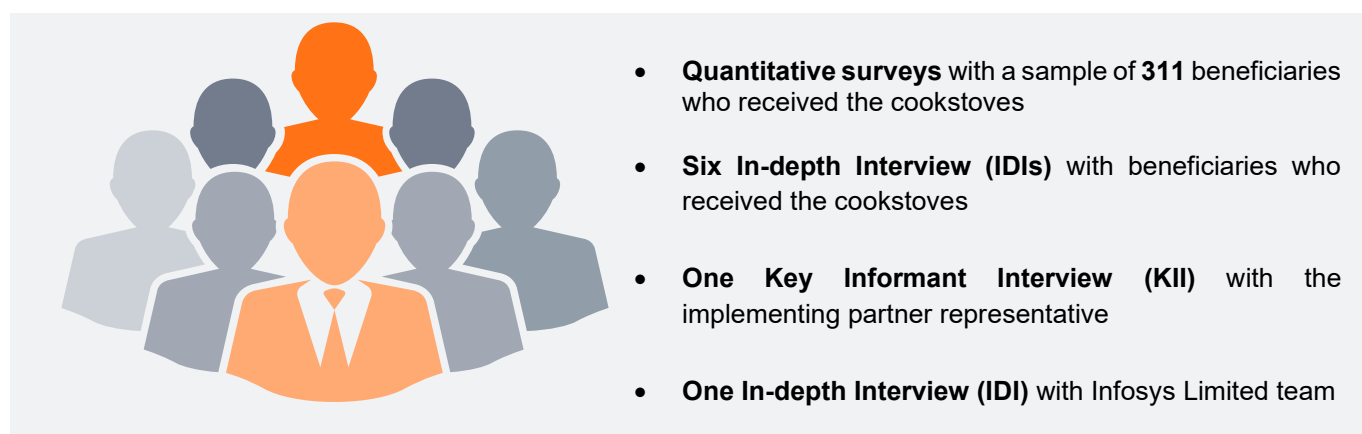 • Quantitative surveys with a sample of 311 beneficiaries
who received the cookstoves
• Six In-depth Interview (IDIs) with beneficiaries who
received the cookstoves
• One Key Informant Interview (KII) with the
implementing partner representative
• One In-depth Interview (IDI) with Infosys Limited team